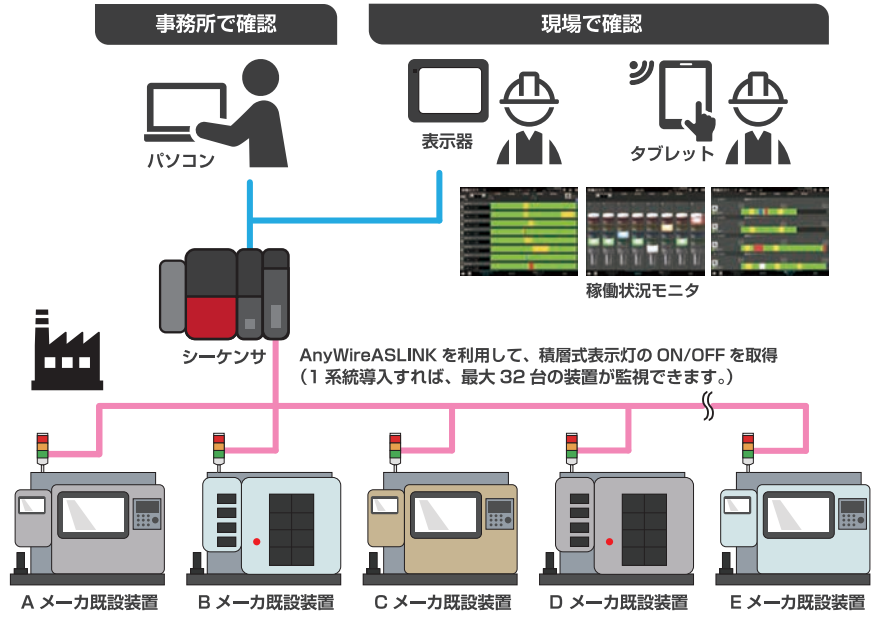 事務所で確認
現場で確認
パソコン
表示器
タブレット
稼働状況モニタ
シーケンサ
AnyWireASLINK を利用して、積層式表示灯の ON/OFF を取得
（1 系統導入すれば、最大 32 台の装置が監視できます。）
A メーカ既設装置
B メーカ既設装置
C メーカ既設装置
D メーカ既設装置
E メーカ既設装置